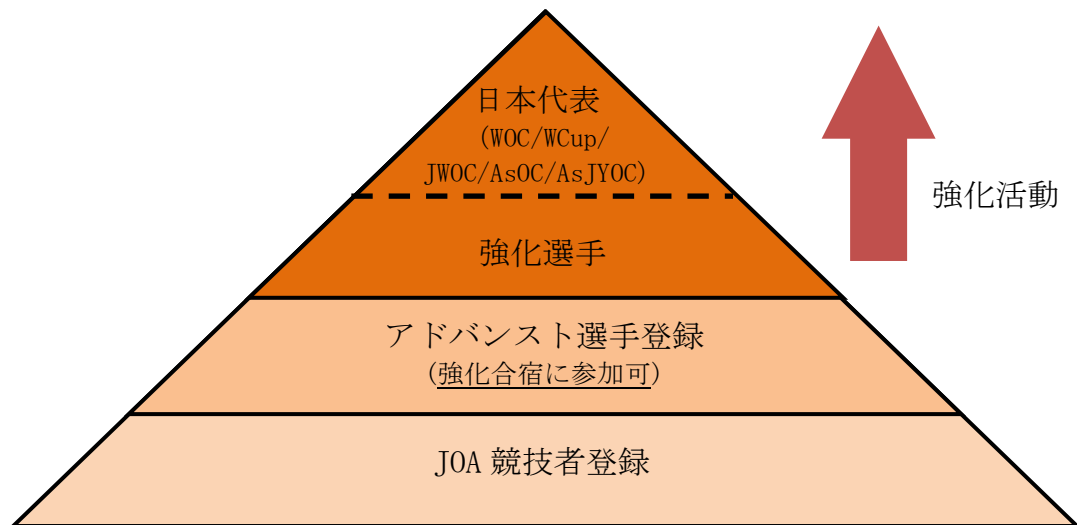 日本代表
(WOC/WCup/
JWOC/AsOC/AsJYOC)
強化活動
強化選手
アドバンスト選手登録
(強化合宿に参加可)
JOA 競技者登録